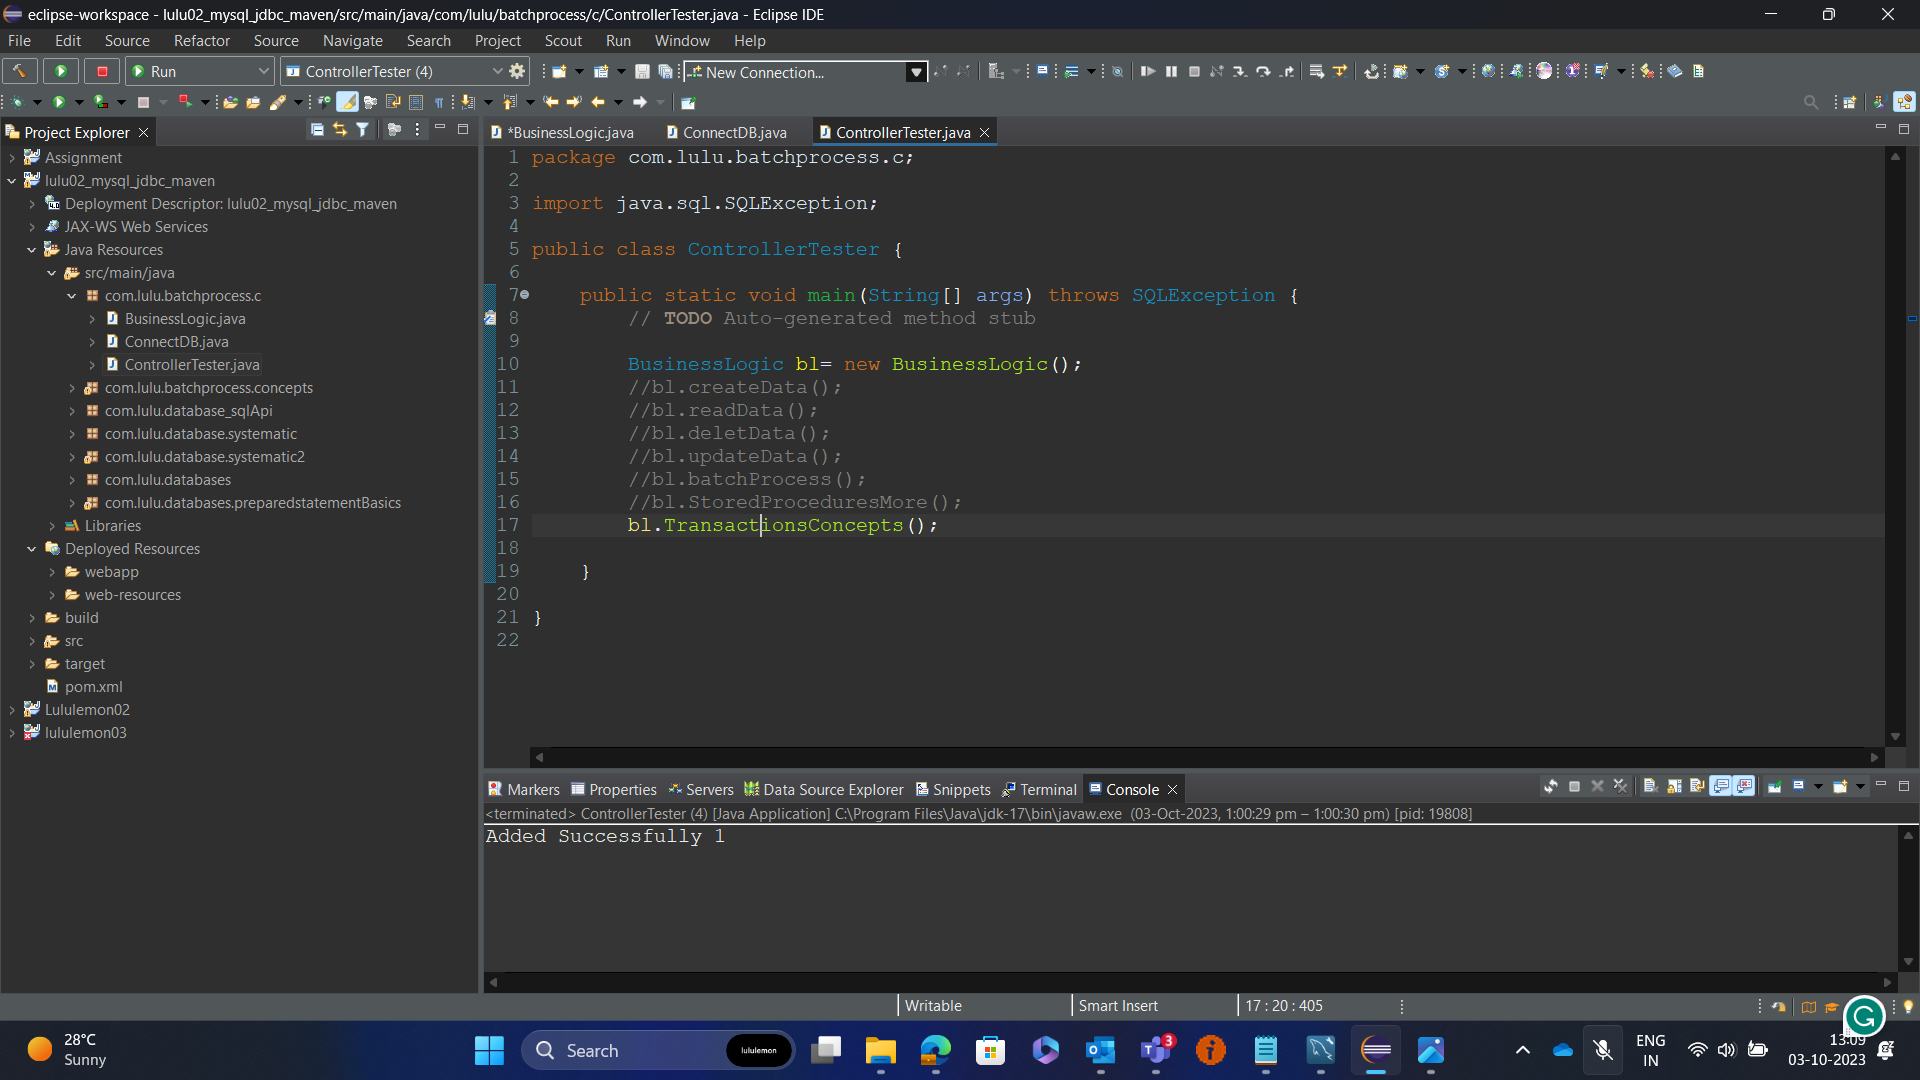 eclipse-workspace - lulu02_mysql_jdbc_maven/src/main/java/com/lulu/batchprocess/c/ControllerTester.java - Eclipse IDE
File Edit Source Refactor Source Navigate Search Project Scout Run Window Help
Run ControllerTester (4) New Connection...
Project Explorer
Assignment
lulu02_mysql_jdbc_maven
Deployment Descriptor: lulu02_mysql_jdbc_maven
JAX-WS Web Services
Java Resources
src/main/java
com.lulu.batchprocess.c
BusinessLogic.java
ConnectDB.java
ControllerTester.java
com.lulu.batchprocess.concepts
com.lulu.database_sqlApi
com.lulu.database.systematic
com.lulu.database.systematic2
com.lulu.databases
com.lulu.databases.preparedstatementBasics
Libraries
Deployed Resources
webapp
web-resources
build
src
target
pom.xml
Lululemon02
lululemon03
*BusinessLogic.java ConnectDB.java ControllerTester.java
1 package com.lulu.batchprocess.c;
2
3 import java.sql.SQLException;
4
5 public class ControllerTester {
6
7 public static void main(String[] args) throws SQLException {
8 // TODO Auto-generated method stub
9
10 BusinessLogic bl= new BusinessLogic();
11 //bl.createData();
12 //bl.readData();
13 //bl.deletData();
14 //bl.updateData();
15 //bl.batchProcess();
16 //bl.StoredProceduresMore();
17 bl.TransactionsConcepts();
18
19 }
20
21 }
22
Markers Properties Servers Data Source Explorer Snippets Terminal Console
<terminated> ControllerTester (4) [Java Application] C:\Program Files\Java\jdk-17\bin\javaw.exe (03-Oct-2023, 1:00:29 pm – 1:00:30 pm) [pid: 19808]
Added Successfully 1
Writable Smart Insert 17 : 20 : 405
28°C
Sunny
Search
lululemon
3
ENG
IN
13:09
03-10-2023